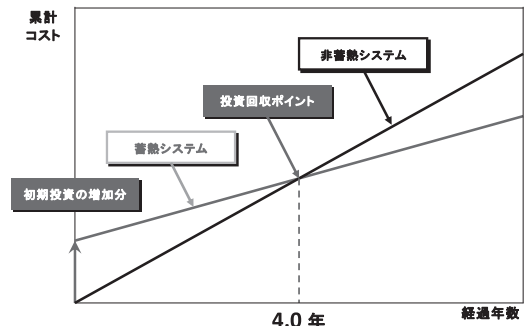 累計
コスト
非蓄熱システム
投資回収ポイント
蓄熱システム
初期投資の増加分
4.0 年
経過年数